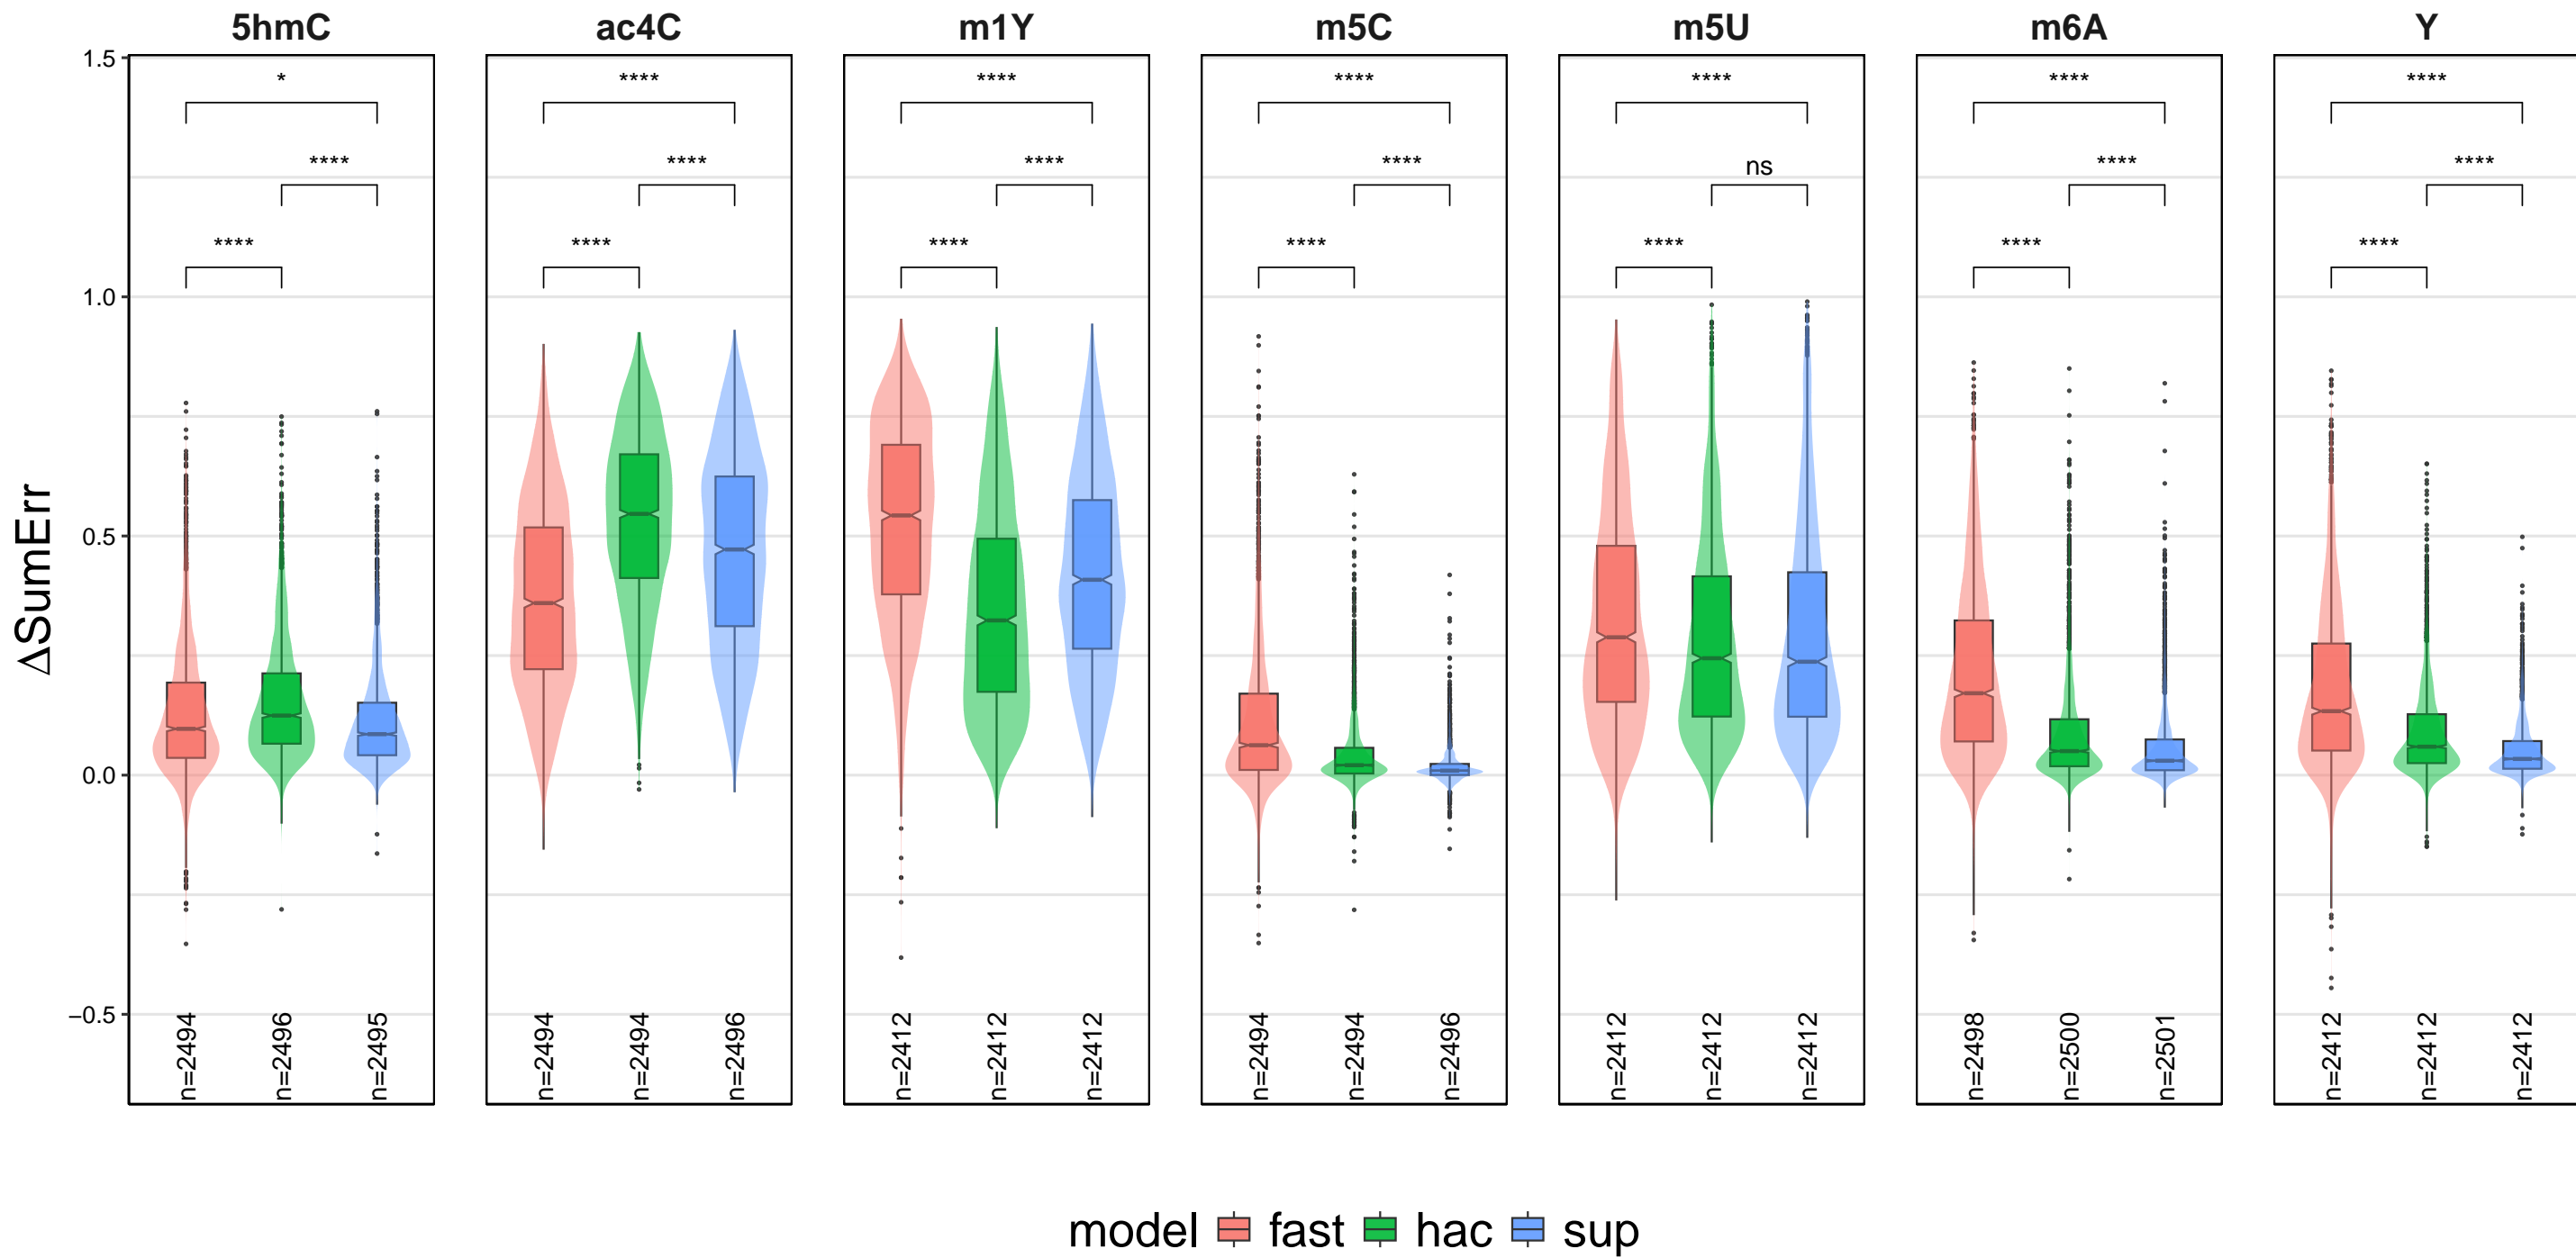 5hmC ac4C m1Y m5C m5U m6A Y
1.5
* **** **** **** **** **** ****
**** **** **** **** ns **** ****
**** **** **** **** **** **** ****
1.0
0.5
0.0
−0.5
ΔSumErr
n=2494 n=2496 n=2495 n=2494 n=2494 n=2496 n=2412 n=2412 n=2412 n=2494 n=2494 n=2496 n=2412 n=2412 n=2412 n=2498 n=2500 n=2501 n=2412 n=2412 n=2412
model fast hac sup